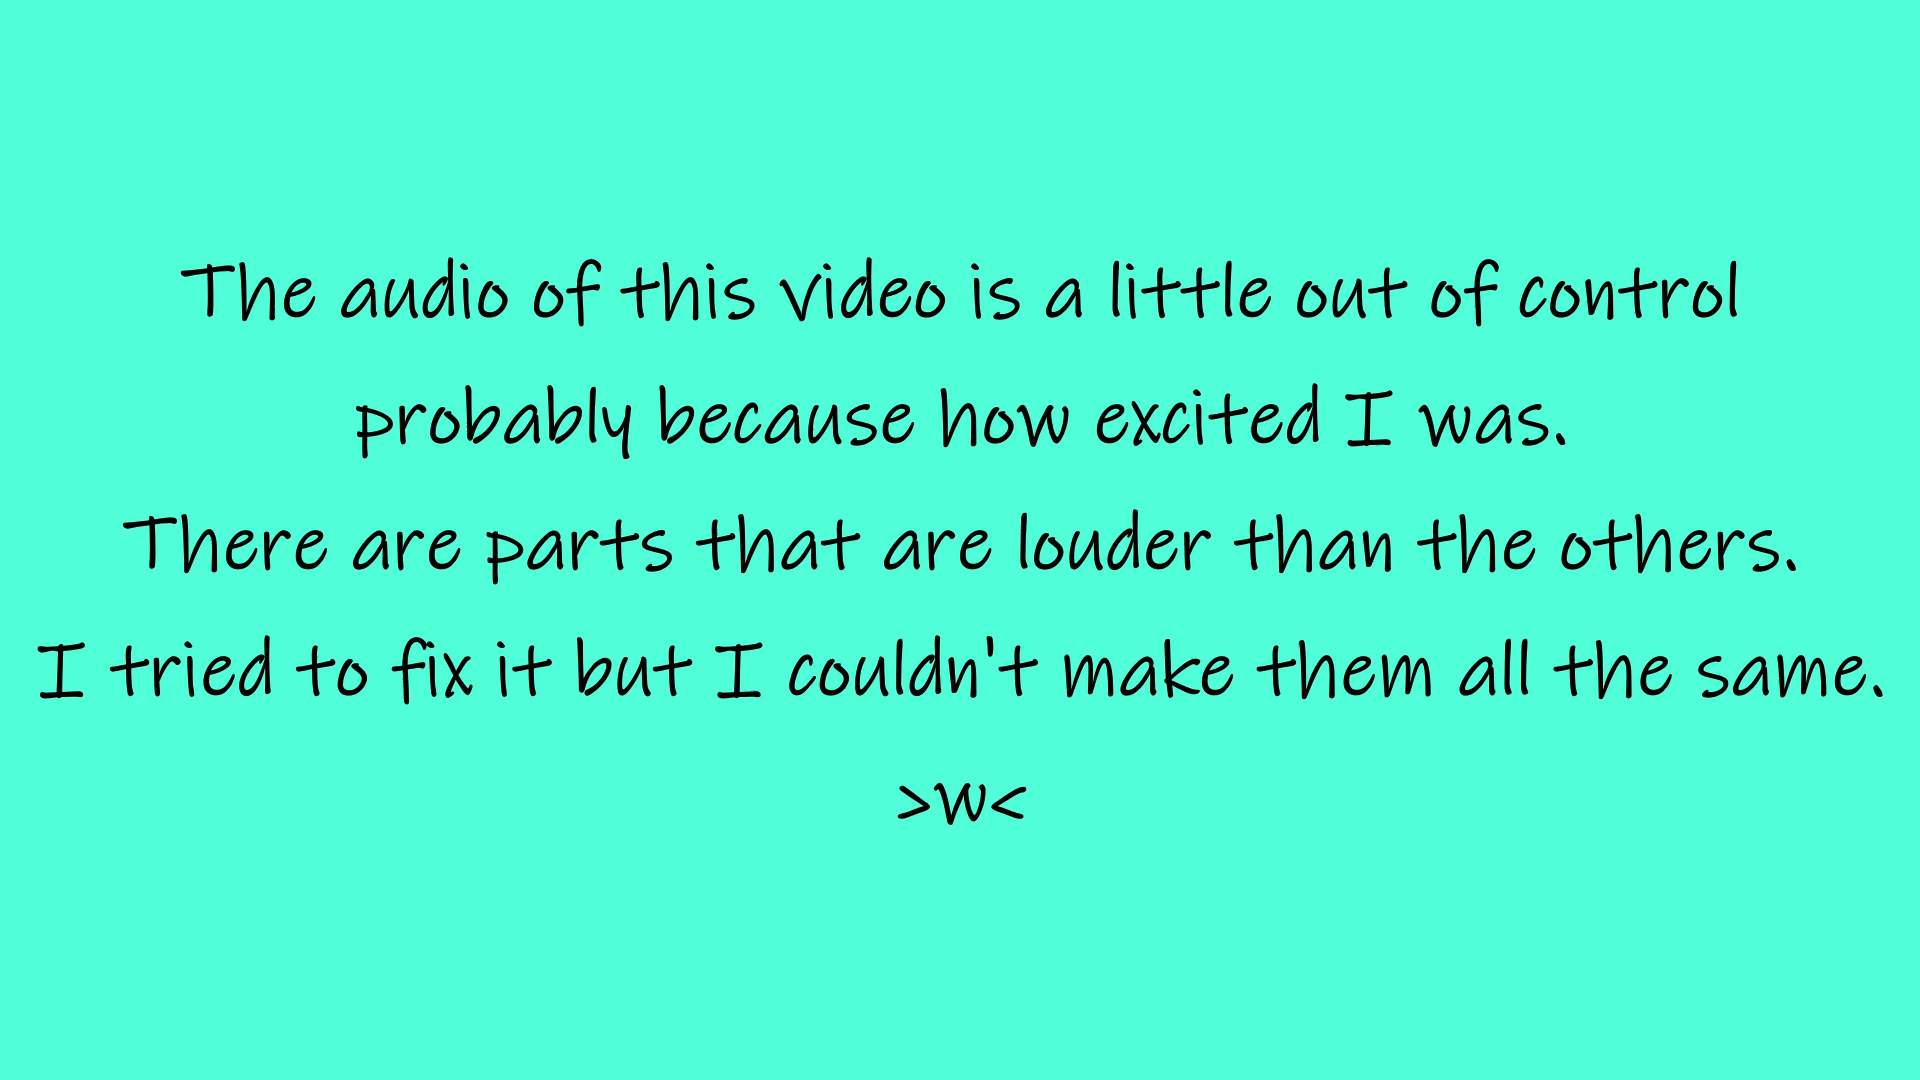 The audio of this video is a little out of control
probably because how excited I was.
There are parts that are louder than the others.
I tried to fix it but I couldn't make them all the same.
>w<